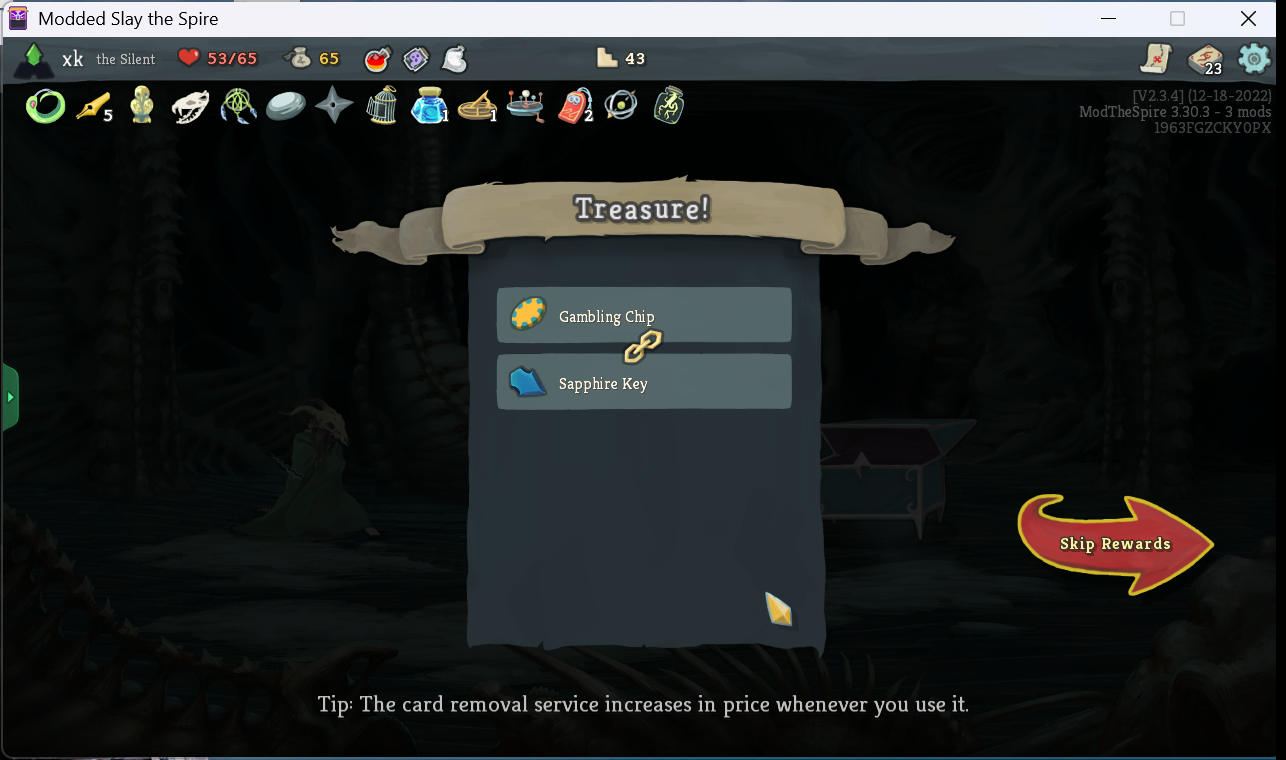 Modded Slay the Spire
xk the Silent 53/65 65 43 23
5 1 1 2
[V2.3.4] (12-18-2022)
ModTheSpire 3.30.3 - 3 mods
1963FGZCKY0PX
Treasure!
Gambling Chip
Sapphire Key
Skip Rewards
Tip: The card removal service increases in price whenever you use it.